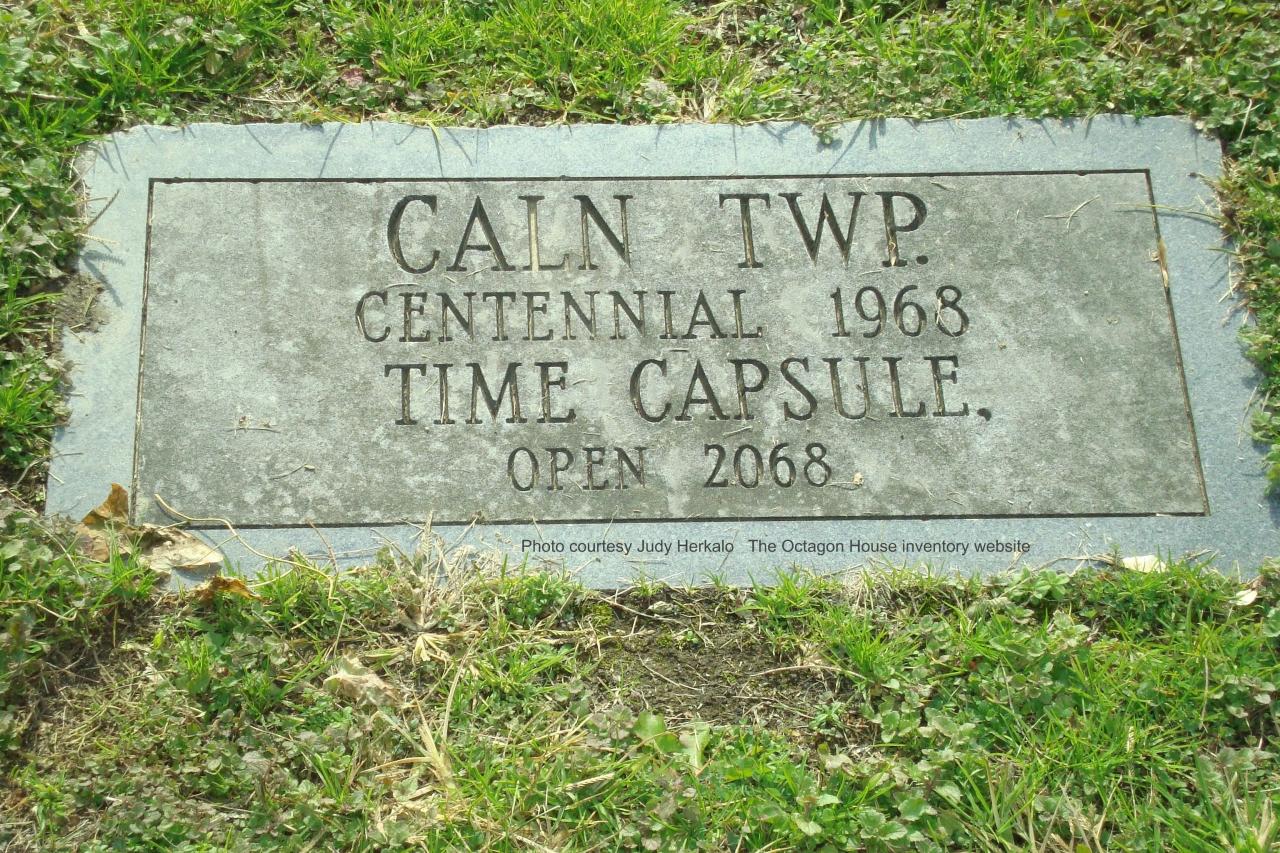 CALN TWP.
CENTENNIAL 1968
TIME CAPSULE,
OPEN 2068
Photo courtesy Judy Herkalo The Octagon House inventory website